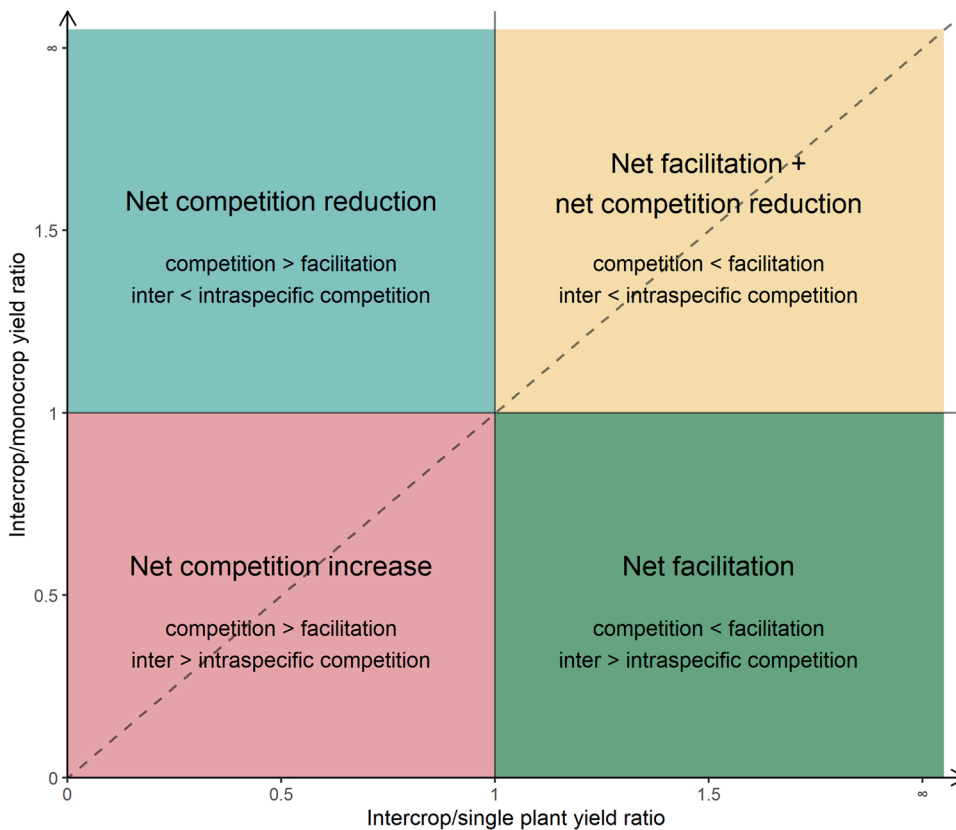 ∞
Net competition reduction
competition > facilitation
inter < intraspecific competition
Net facilitation +
net competition reduction
competition < facilitation
inter < intraspecific competition
1.5
1
Intercrop/monocrop yield ratio
Net competition increase
competition > facilitation
inter > intraspecific competition
Net facilitation
competition < facilitation
inter > intraspecific competition
0.5
0
0
0.5
1
1.5
∞
Intercrop/single plant yield ratio